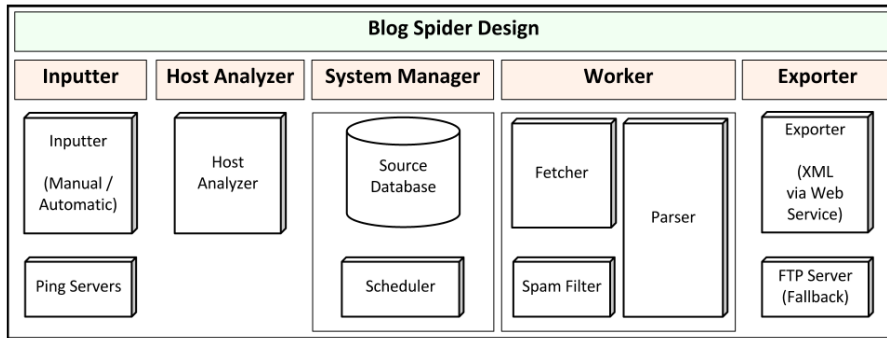 Blog Spider Design
Inputter
Host Analyzer
System Manager
Worker
Exporter
Inputter
(Manual /
Automatic)
Ping Servers
Host
Analyzer
Source
Database
Scheduler
Fetcher
Spam Filter
Parser
Exporter
(XML
via Web
Service)
FTP Server
(Fallback)